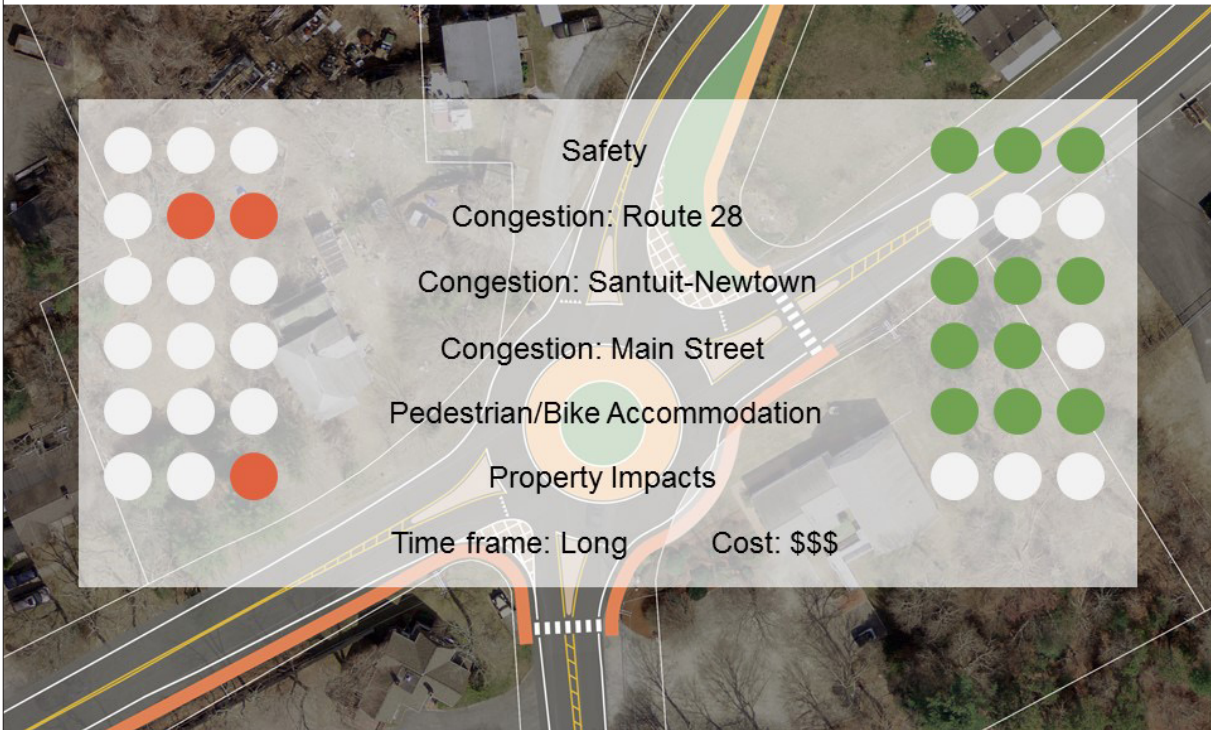 Safety
Congestion: Route 28
Congestion: Santuit-Newtown
Congestion: Main Street
Pedestrian/Bike Accommodation
Property Impacts
Time frame: Long Cost: $$$